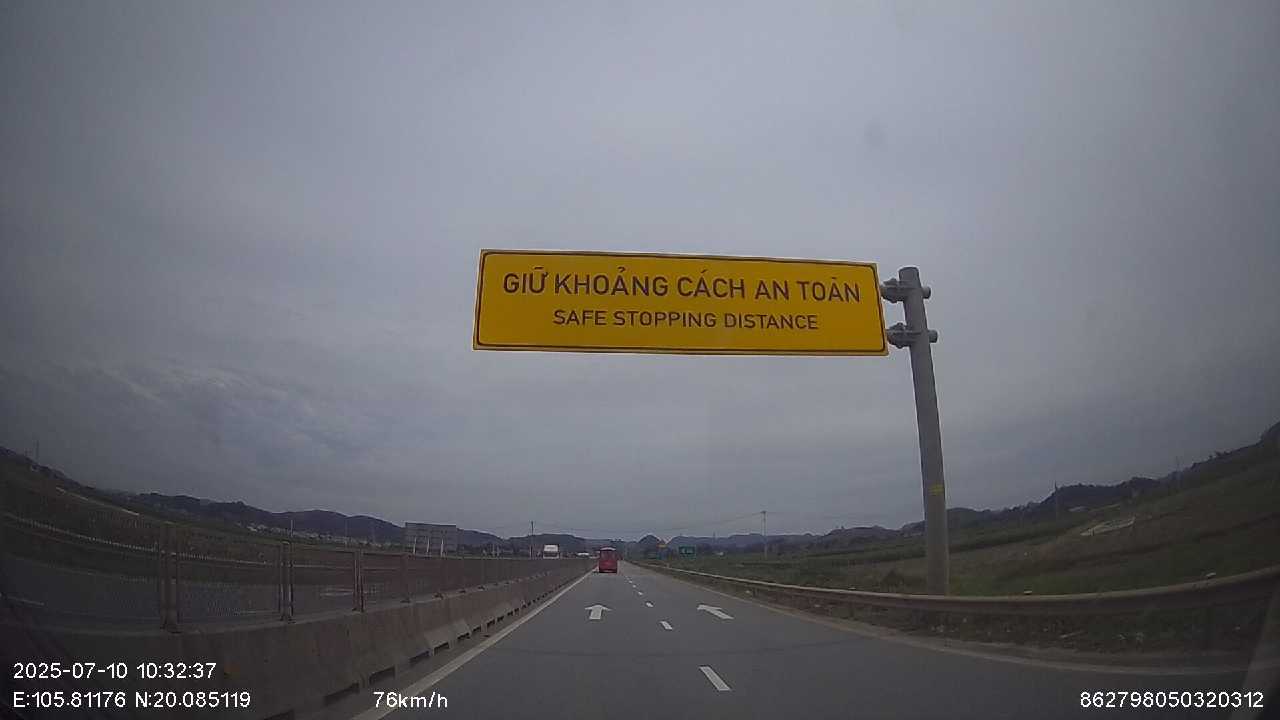 GIỮ KHOẢNG CÁCH AN TOÀN
SAFE STOPPING DISTANCE
2025-07-10 10:32:37
E:105.81176 N:20.085119 76km/h 862798050320312